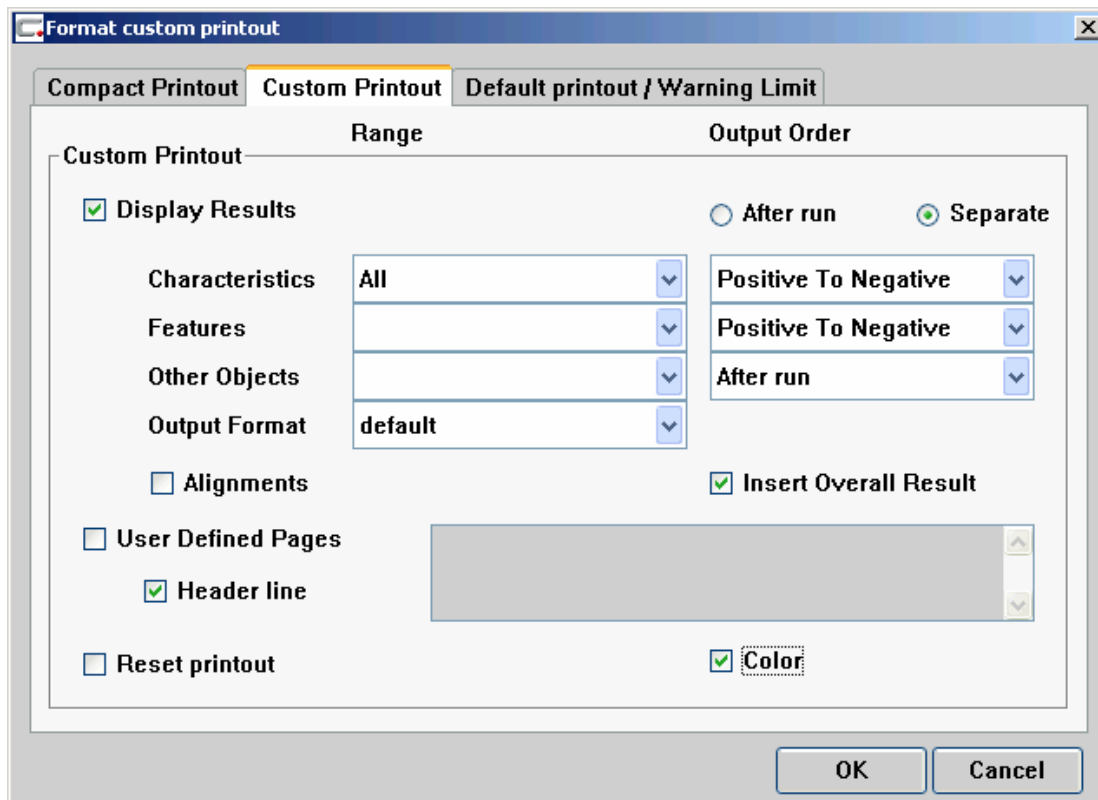 Format custom printout
Compact Printout Custom Printout Default printout / Warning Limit
Range Output Order
Custom Printout
Display Results After run Separate
Characteristics All Positive To Negative
Features Positive To Negative
Other Objects After run
Output Format default
Alignments Insert Overall Result
User Defined Pages
Header line
Reset printout Color
OK Cancel